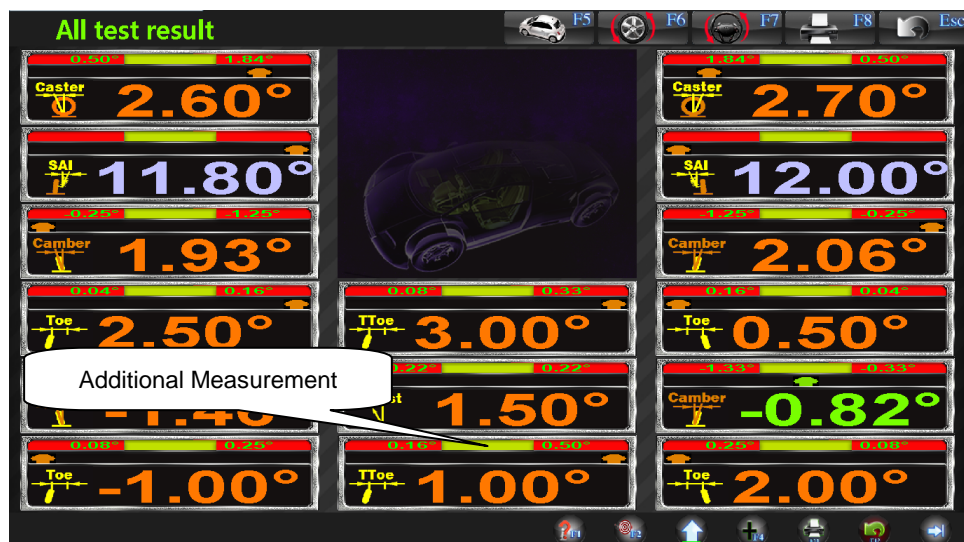 All test result F5 F6 F7 F8 Esc
0.50° 1.84° 1.84° 0.50°
Caster 2.60° Caster 2.70°
SAI 11.80° SAI 12.00°
-0.25° -1.25° -1.25° -0.25°
Camber 1.93° Camber 2.06°
0.04° 0.16° 0.08° 0.33° 0.16° 0.04°
Toe 2.50° TToe 3.00° Toe 0.50°
0.22° -1.33° -0.33°
Additional Measurement
1.50° Camber -0.82°
0.08° 0.25° 0.16° 0.50° 0.25° 0.08°
Toe -1.00° TToe 1.00° Toe 2.00°
F1 F2 F4